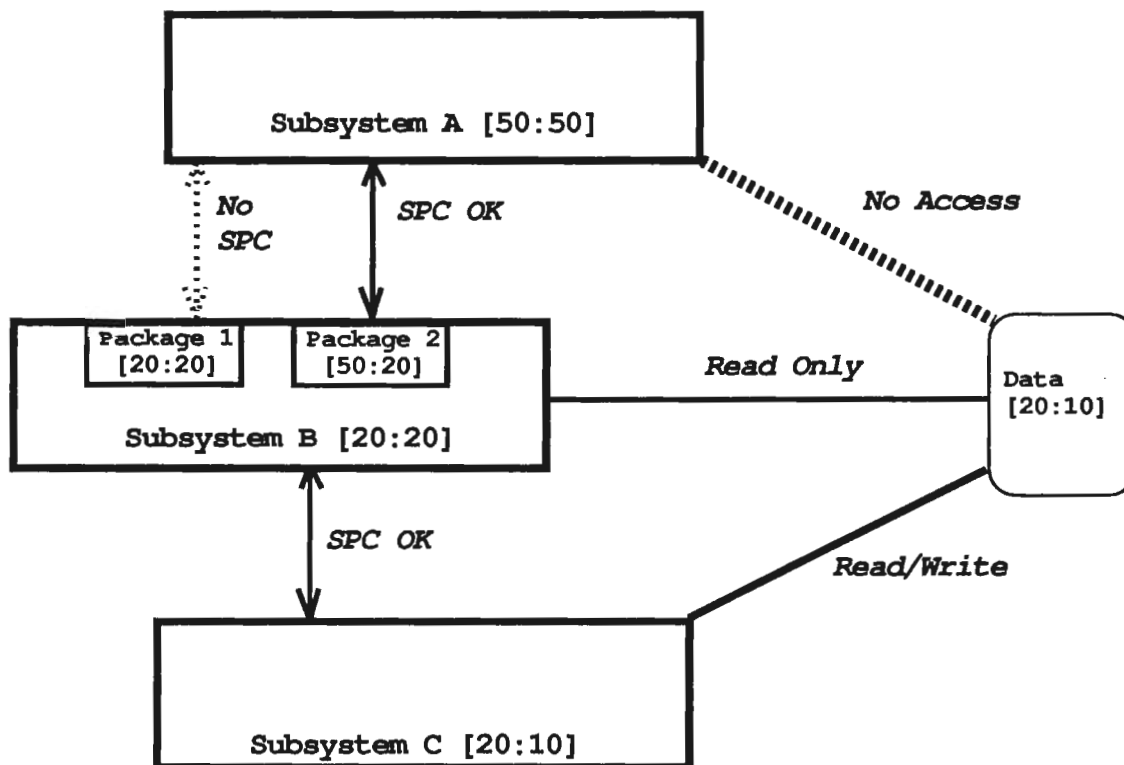 Subsystem A [50:50]
No
SPC
SPC OK
No Access
Package 1
[20:20]
Package 2
[50:20]
Subsystem B [20:20]
Read Only
Data
[20:10]
SPC OK
Read/Write
Subsystem C [20:10]